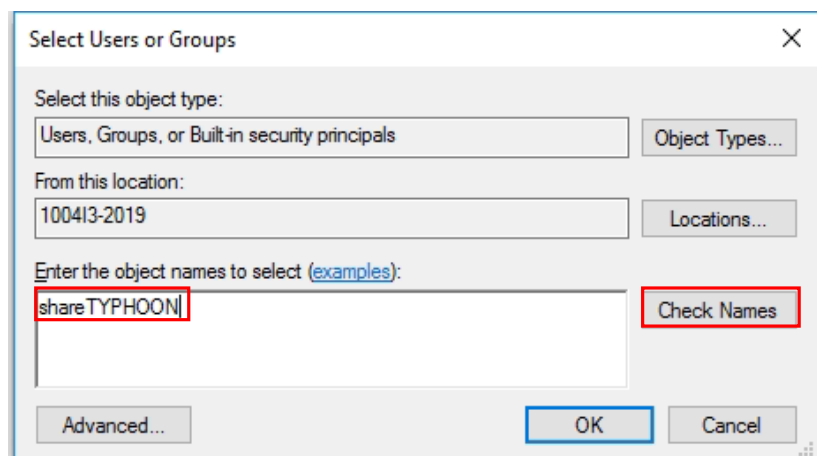 Select Users or Groups
Select this object type:
Users, Groups, or Built-in security principals
Object Types...
From this location:
1004I3-2019
Locations...
Enter the object names to select (examples):
shareTYPHOON
Check Names
Advanced...
OK
Cancel